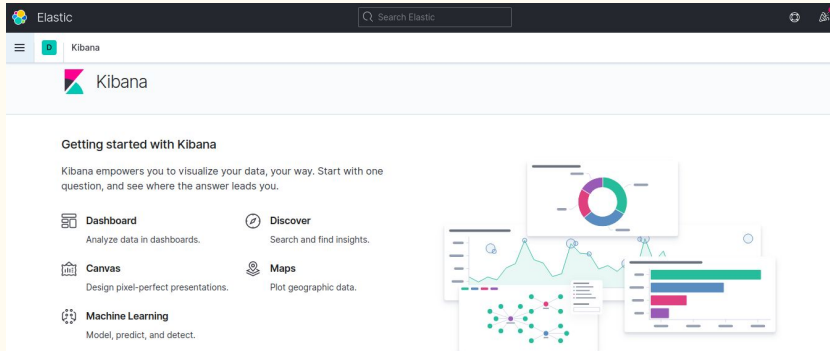 Elastic
Search Elastic
D
Kibana
Kibana
Getting started with Kibana
Kibana empowers you to visualize your data, your way. Start with one
question, and see where the answer leads you.
Dashboard
Analyze data in dashboards.
Discover
Search and find insights.
Canvas
Design pixel-perfect presentations.
Maps
Plot geographic data.
Machine Learning
Model, predict, and detect.